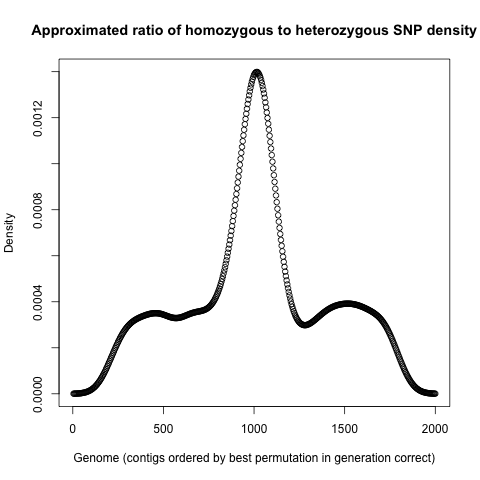 Approximated ratio of homozygous to heterozygous SNP density
Density
0.0012
0.0008
0.0004
0.0000
0 500 1000 1500 2000
Genome (contigs ordered by best permutation in generation correct)